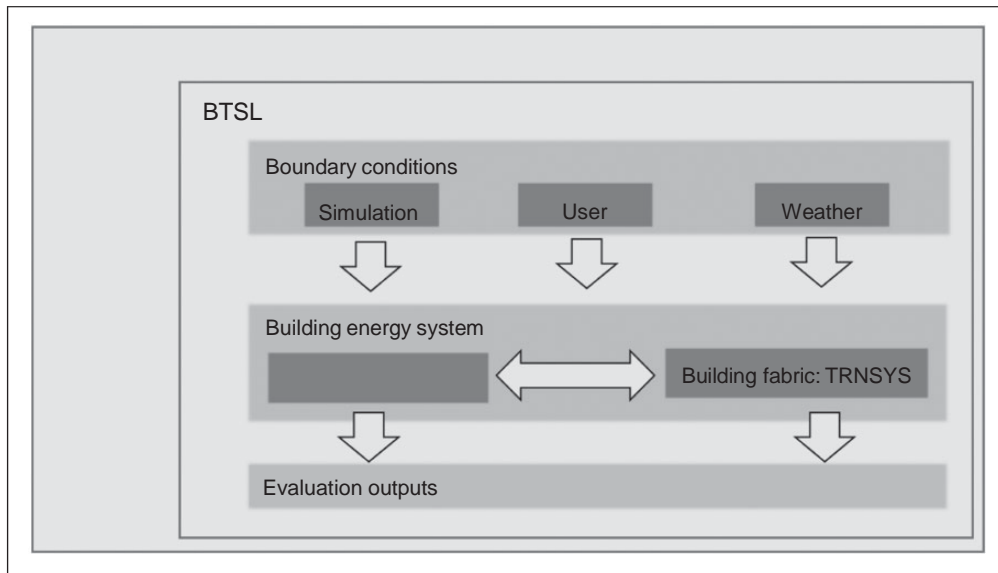 BTSL
Boundary conditions
Simulation
User
Weather
Building energy system
Building fabric: TRNSYS
Evaluation outputs